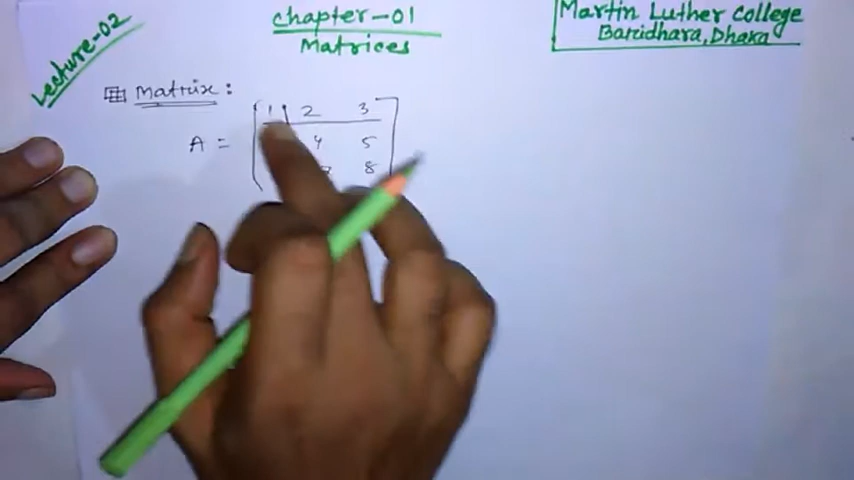 Lecture-02
chapter-01
Matrices
Martin Luther College
Baridhara, Dhaka
Matrix:
1 2 3
A = 4 5
8